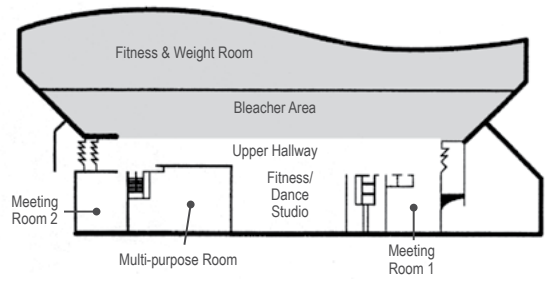 Fitness & Weight Room
Bleacher Area
Upper Hallway
Fitness/
Dance
Studio
Meeting
Room 2
Multi-purpose Room
Meeting
Room 1